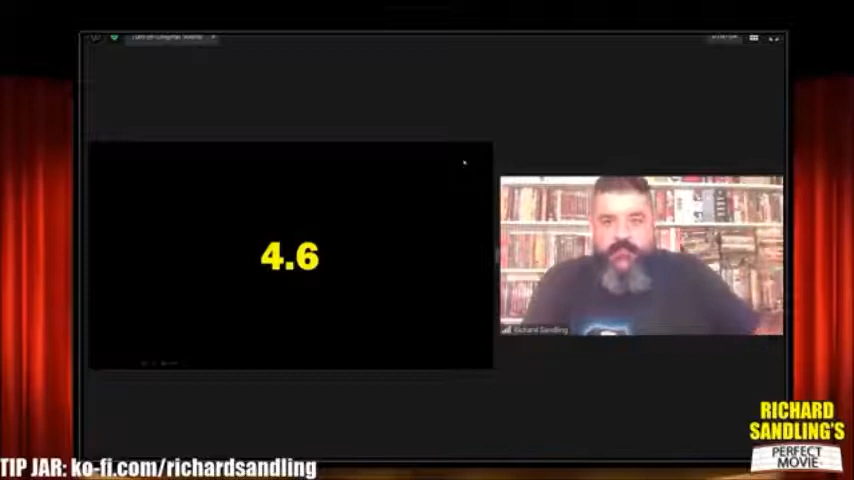 4.6
Richard Sandling
RICHARD
SANDLING'S
PERFECT
MOVIE
TIP JAR: ko-fi.com/richardsandling